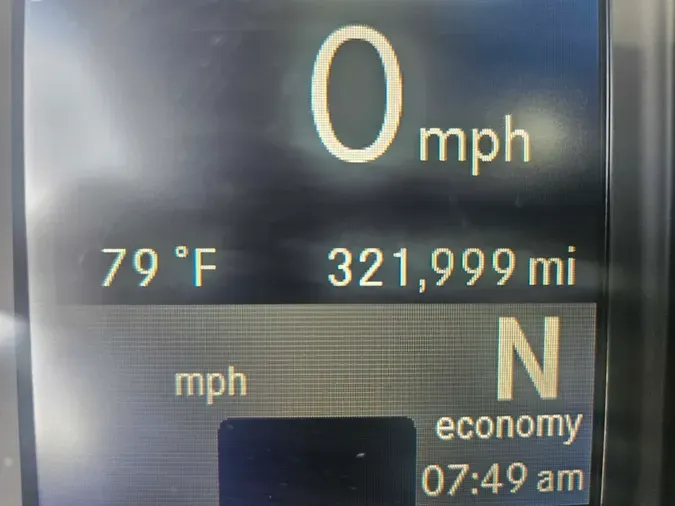 0 mph
79 °F 321,999 mi
N
mph
economy
07:49 am